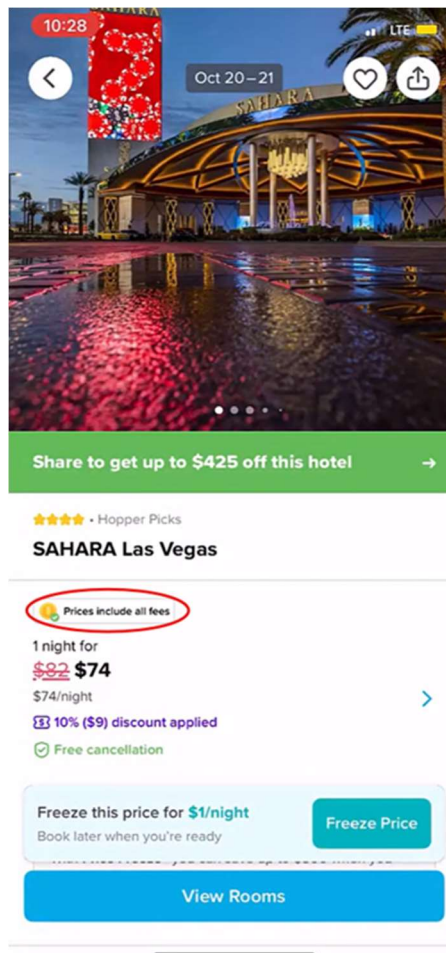 10:28
LTE
Oct 20–21
SAHARA
Share to get up to $425 off this hotel →
• Hopper Picks
SAHARA Las Vegas
Prices include all fees
1 night for
$82 $74
$74/night
10% ($9) discount applied
Free cancellation
Freeze this price for $1/night
Book later when you're ready
Freeze Price
View Rooms